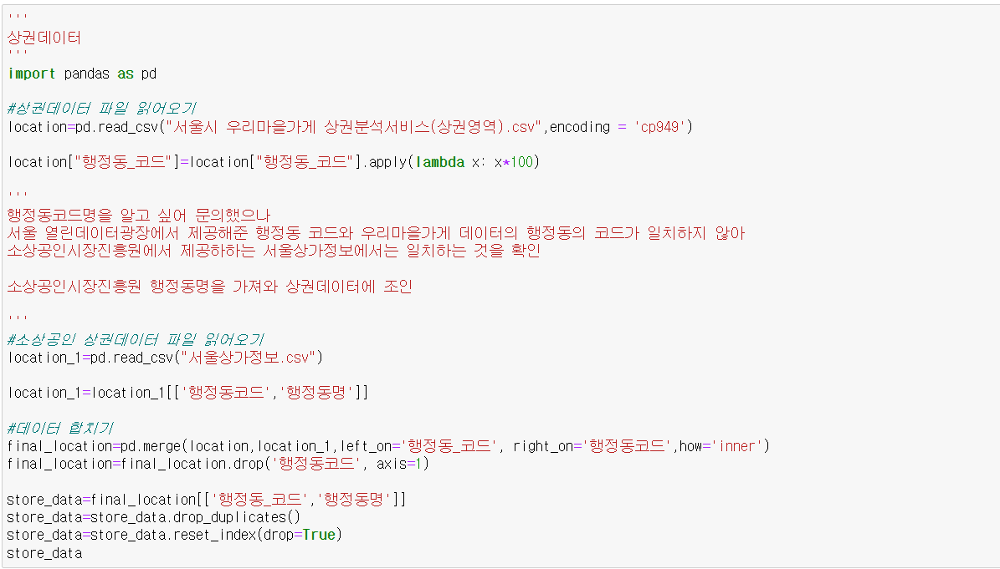 '''
상권데이터
'''
import pandas as pd
#상권데이터 파일 읽어오기
location=pd.read_csv("서울시 우리마을가게 상권분석서비스(상권영역).csv",encoding = 'cp949')
location["행정동_코드"]=location["행정동_코드"].apply(lambda x: x*100)
'''
행정동코드명을 알고 싶어 문의했으나
서울 열린데이터광장에서 제공해준 행정동 코드와 우리마을가게 데이터의 행정동의 코드가 일치하지 않아
소상공인시장진흥원에서 제공하하는 서울상가정보에서는 일치하는 것을 확인
소상공인시장진흥원 행정동명을 가져와 상권데이터에 조인
'''
#소상공인 상권데이터 파일 읽어오기
location_1=pd.read_csv("서울상가정보.csv")
location_1=location_1[['행정동코드','행정동명']]
#데이터 합치기
final_location=pd.merge(location,location_1,left_on='행정동_코드', right_on='행정동코드',how='inner')
final_location=final_location.drop('행정동코드', axis=1)
store_data=final_location[['행정동_코드','행정동명']]
store_data=store_data.drop_duplicates()
store_data=store_data.reset_index(drop=True)
store_data